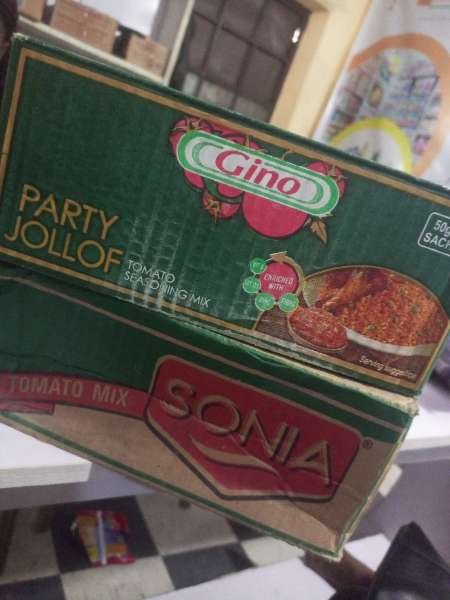 Gino
PARTY
JOLLOF
TOMATO
SEASONING MIX
ENRICHED
WITH
50g
SACH
Serving suggestion
TOMATO MIX
SONIA
®